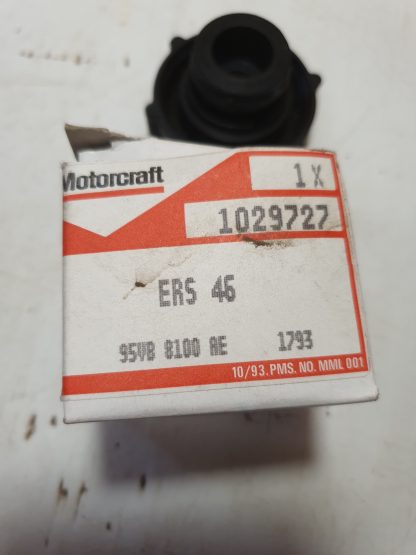 Motorcraft
1 X
1029727
ERS 46
95VB 8100 AE 1793
10/93.PMS. NO. MML 001